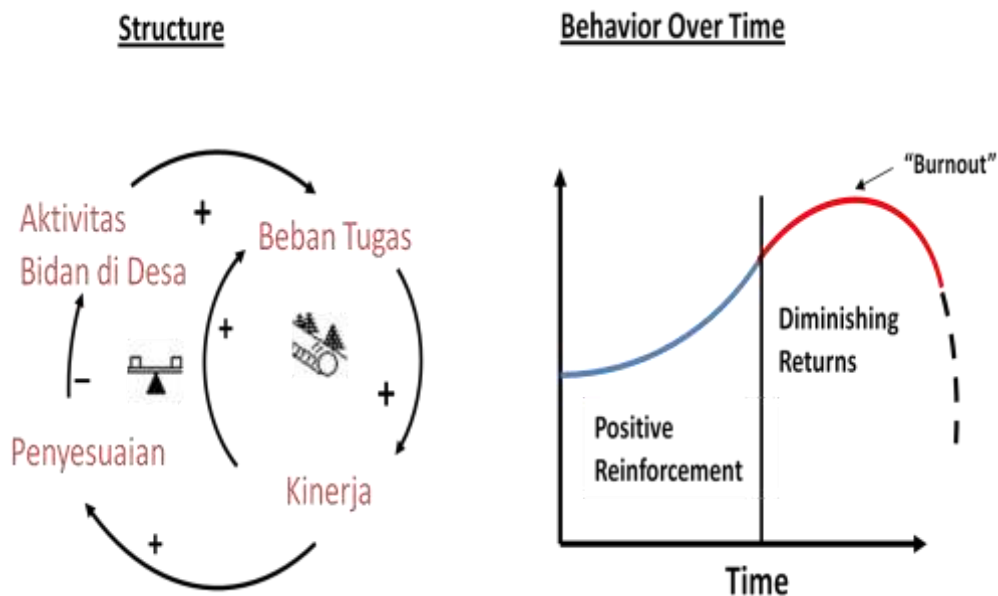 Structure
Behavior Over Time
Aktivitas
Bidan di Desa
+
Beban Tugas
+
+
−
Penyesuaian
Kinerja
+
"Burnout"
Diminishing
Returns
Positive
Reinforcement
Time